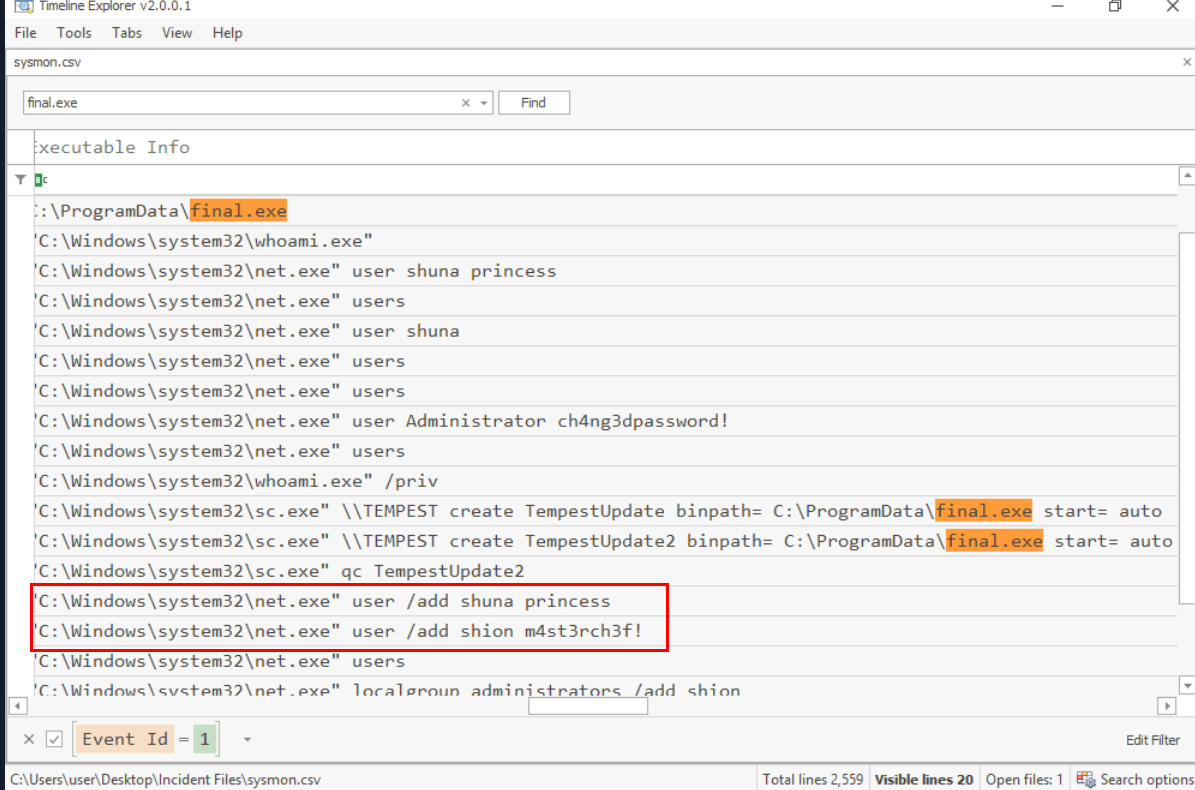 Timeline Explorer v2.0.0.1
File Tools Tabs View Help
sysmon.csv
final.exe Find
Executable Info
C:\ProgramData\final.exe
"C:\Windows\system32\whoami.exe"
"C:\Windows\system32\net.exe" user shuna princess
"C:\Windows\system32\net.exe" users
"C:\Windows\system32\net.exe" user shuna
"C:\Windows\system32\net.exe" users
"C:\Windows\system32\net.exe" users
"C:\Windows\system32\net.exe" user Administrator ch4ng3dpassword!
"C:\Windows\system32\net.exe" users
"C:\Windows\system32\whoami.exe" /priv
"C:\Windows\system32\sc.exe" \\TEMPEST create TempestUpdate binpath= C:\ProgramData\final.exe start= auto
"C:\Windows\system32\sc.exe" \\TEMPEST create TempestUpdate2 binpath= C:\ProgramData\final.exe start= auto
"C:\Windows\system32\sc.exe" qc TempestUpdate2
"C:\Windows\system32\net.exe" user /add shuna princess
"C:\Windows\system32\net.exe" user /add shion m4st3rch3f!
"C:\Windows\system32\net.exe" users
"C:\Windows\system32\net.exe" localgroup administrators /add shion
Event Id = 1 Edit Filter
C:\Users\user\Desktop\Incident Files\sysmon.csv Total lines 2,559 Visible lines 20 Open files: 1 Search options